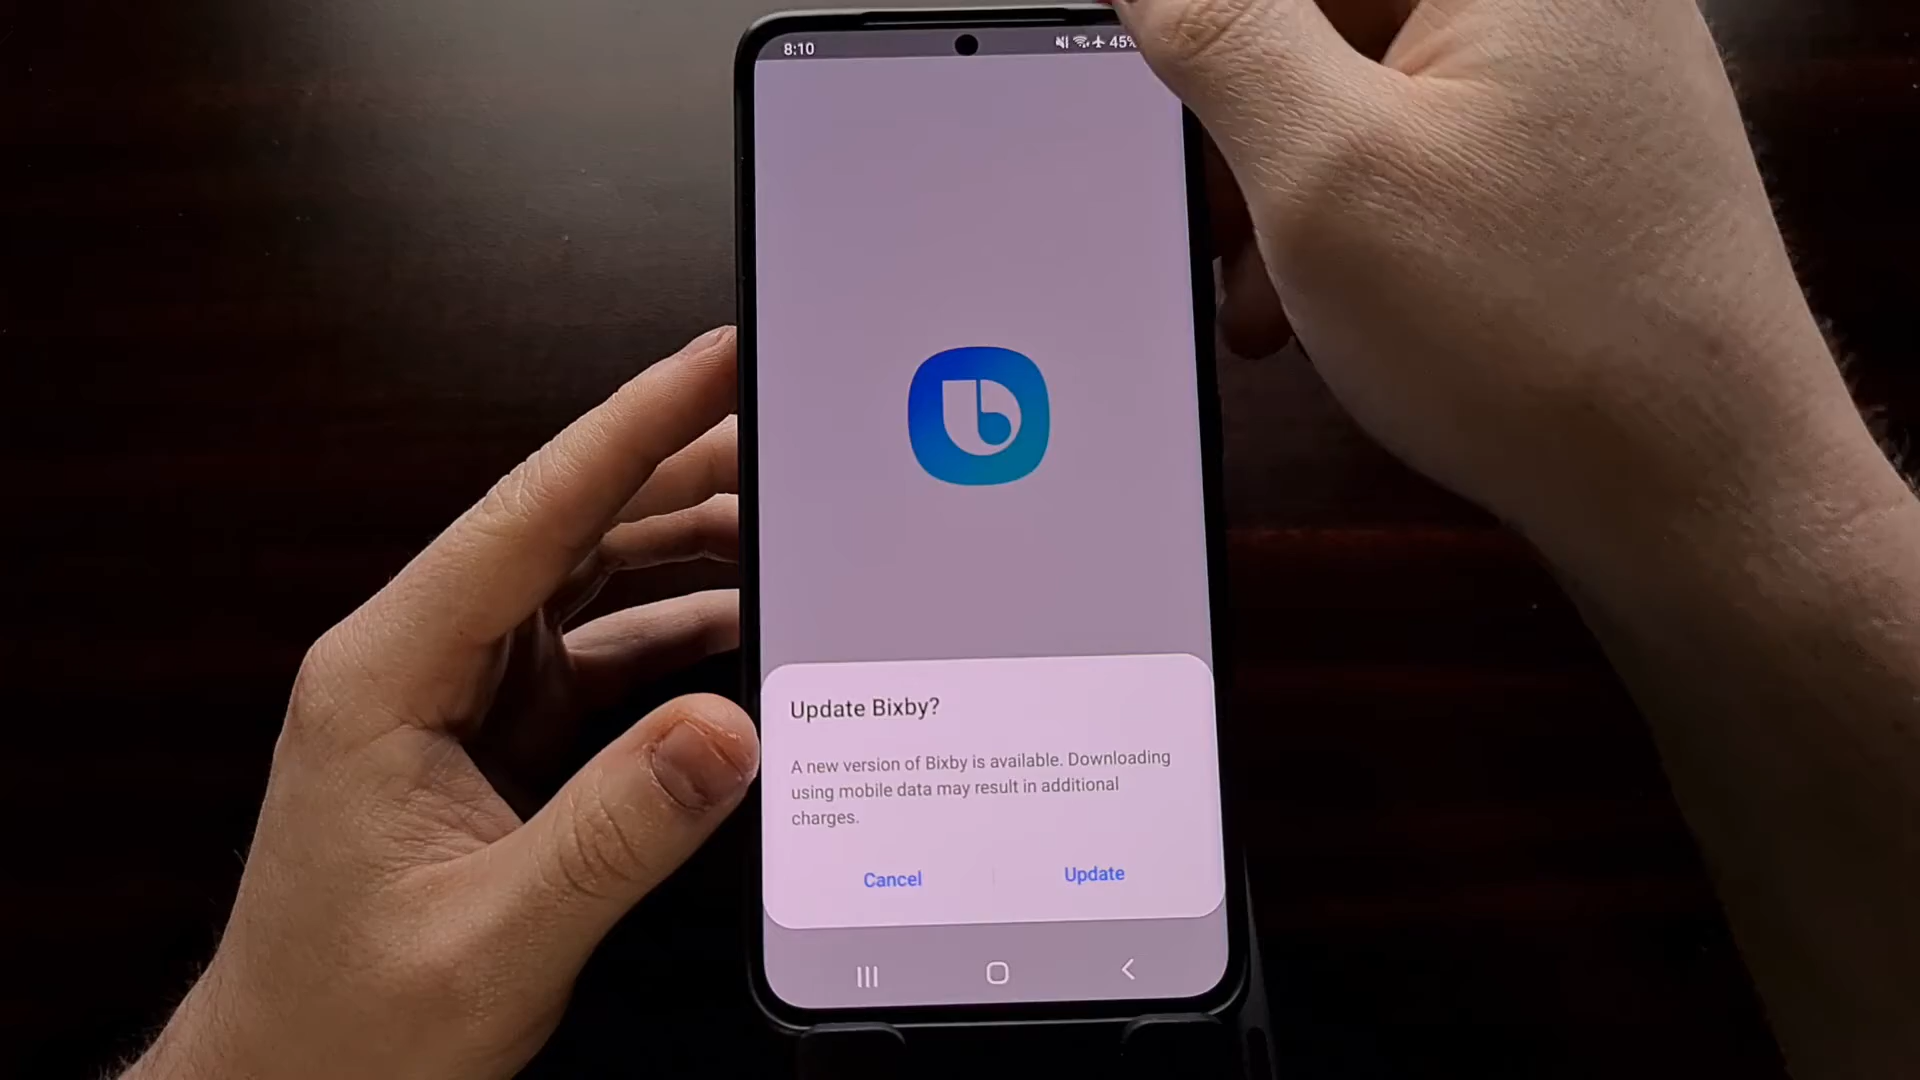 8:10
45%
Update Bixby?
A new version of Bixby is available. Downloading
using mobile data may result in additional
charges.
Cancel
Update